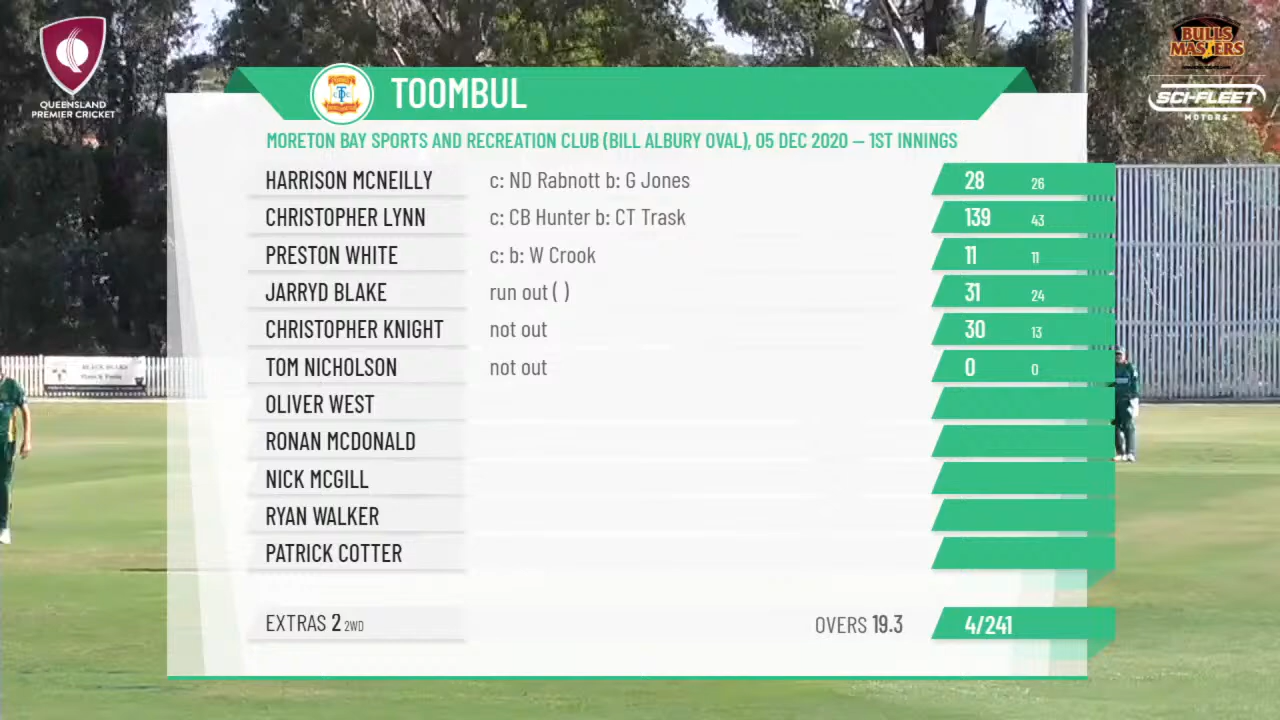 QUEENSLAND
PREMIER CRICKET
BULLS
MASTERS
SCI-FLEET
MOTORS
TOOMBUL
MORETON BAY SPORTS AND RECREATION CLUB (BILL ALBURY OVAL), 05 DEC 2020 – 1ST INNINGS
HARRISON MCNEILLY c: ND Rabnott b: G Jones 28 26
CHRISTOPHER LYNN c: CB Hunter b: CT Trask 139 43
PRESTON WHITE c: b: W Crook 11 11
JARRYD BLAKE run out ( ) 31 24
CHRISTOPHER KNIGHT not out 30 13
TOM NICHOLSON not out 0 0
OLIVER WEST
RONAN MCDONALD
NICK MCGILL
RYAN WALKER
PATRICK COTTER
EXTRAS 2 2WD OVERS 19.3 4/241